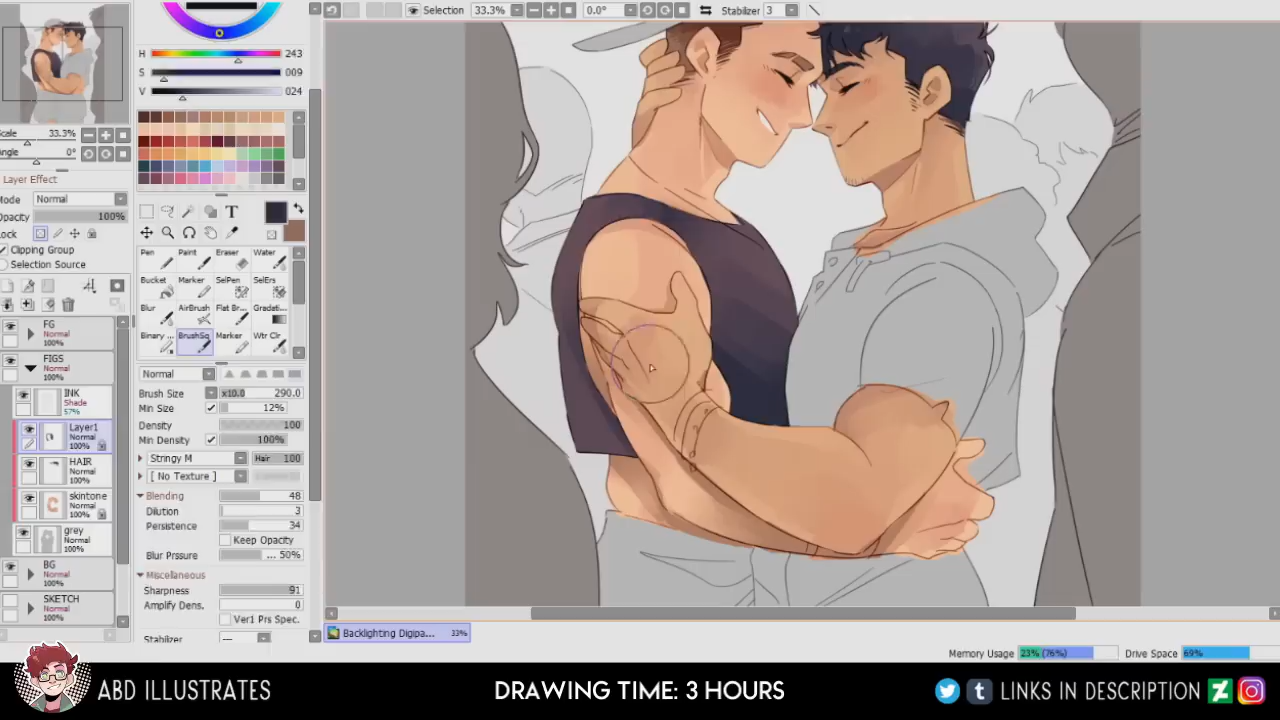 Selection 33.3% 0.0° Stabilizer 3
H 243
S 009
V 024
Scale 33.3%
Angle 0°
Layer Effect
Mode Normal
Opacity 100%
Lock
Clipping Group
Selection Source
T
Pen Paint Eraser Water
Bucket Marker SelPen SelErs
Blur AirBrush Flat Br... Gradati...
Binary ... BrushSq Marker Wtr Clr
Normal
Brush Size x10.0 290.0
Min Size 12%
Density 100
Min Density 100%
Stringy M Hair 100
[ No Texture ]
Blending 48
Dilution 3
Persistence 34
Keep Opacity
Blur Prssure ... 50%
Miscellaneous
Sharpness 91
Amplify Dens. 0
Ver1 Prs Spec.
Stabilizer
FG
Normal
100%
FIGS
Normal
100%
INK
Shade
57%
Layer1
Normal
100%
HAIR
Normal
100%
skintone
Normal
100%
grey
Normal
100%
BG
Normal
100%
SKETCH
Normal
100%
Backlighting Digipa... 33%
Memory Usage 23% (76%) Drive Space 69%
ABD ILLUSTRATES
DRAWING TIME: 3 HOURS
LINKS IN DESCRIPTION